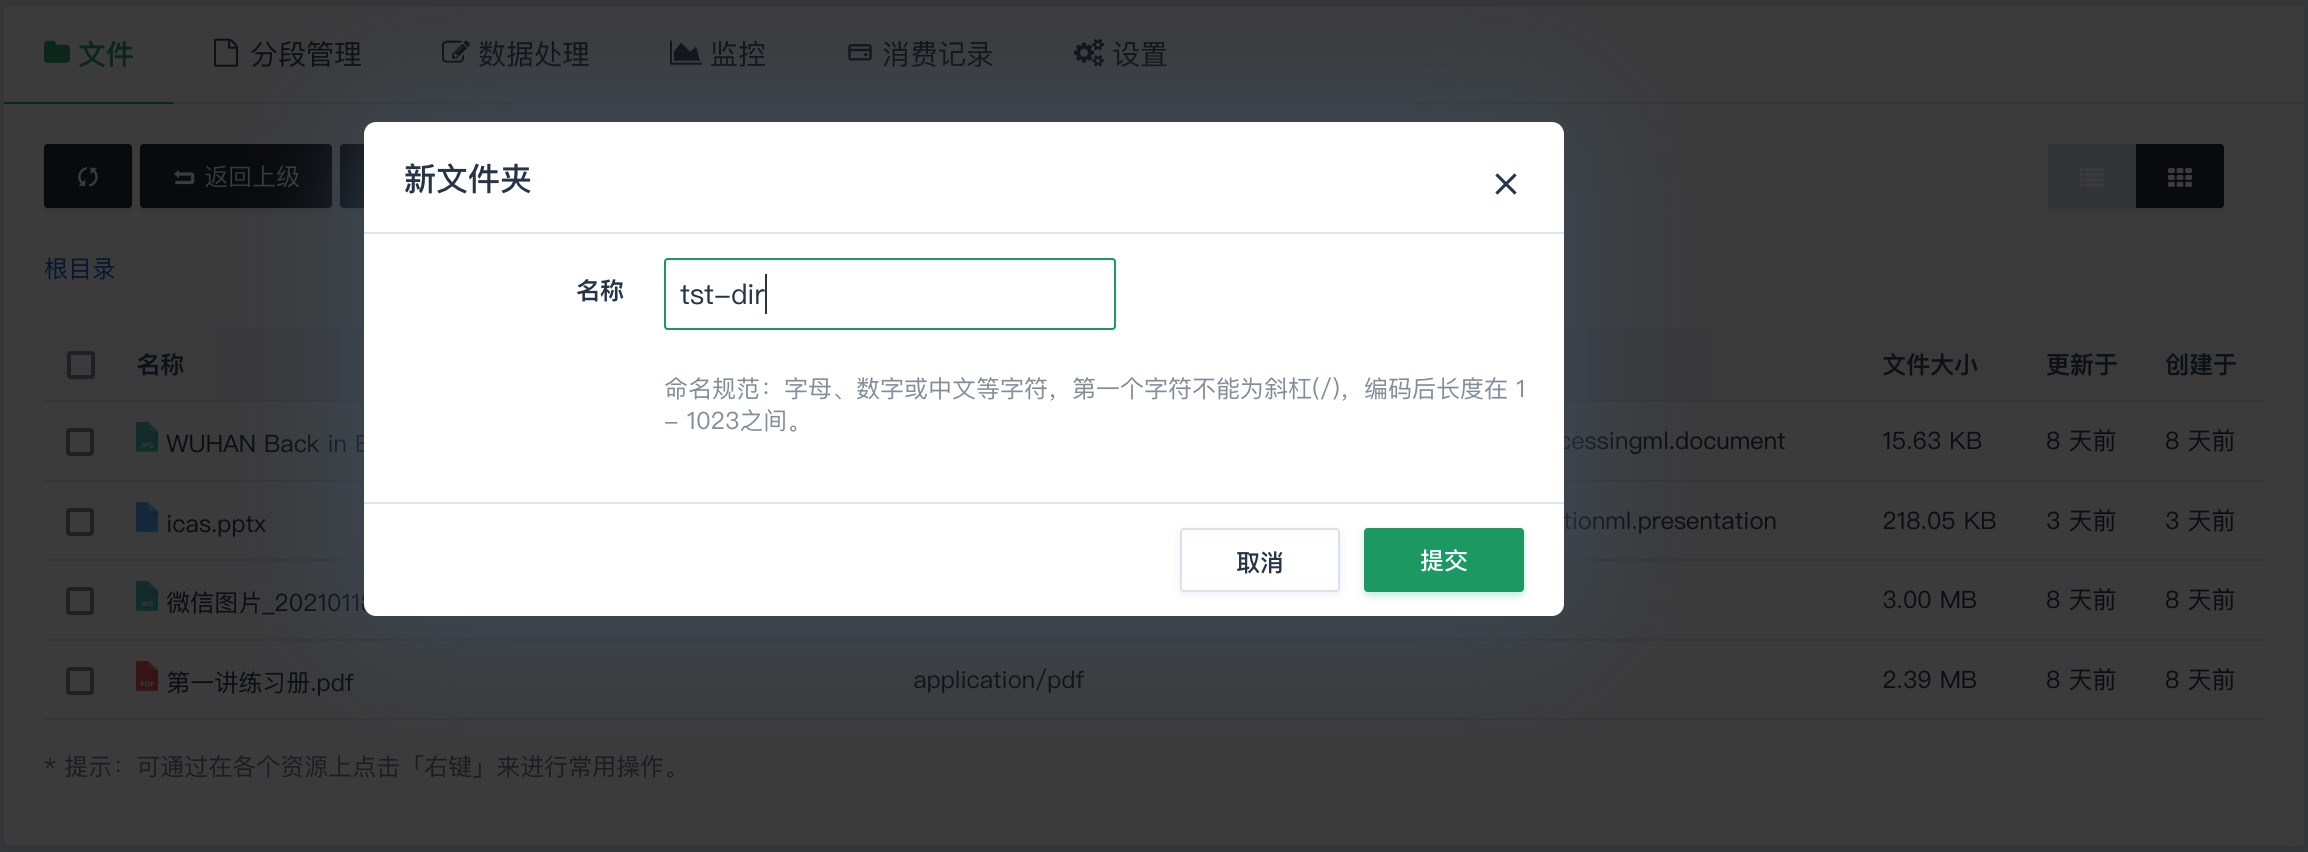 文件 分段管理 数据处理 监控 消费记录 设置
返回上级
新文件夹
根目录
名称 tst-dir
命名规范：字母、数字或中文等字符，第一个字符不能为斜杠(/)，编码后长度在 1
- 1023之间。
取消 提交
名称 文件大小 更新于 创建于
WUHAN Back in cessingml.document 15.63 KB 8 天前 8 天前
icas.pptx tionml.presentation 218.05 KB 3 天前 3 天前
微信图片_2021011 3.00 MB 8 天前 8 天前
第一讲练习册.pdf application/pdf 2.39 MB 8 天前 8 天前
* 提示：可通过在各个资源上点击「右键」来进行常用操作。